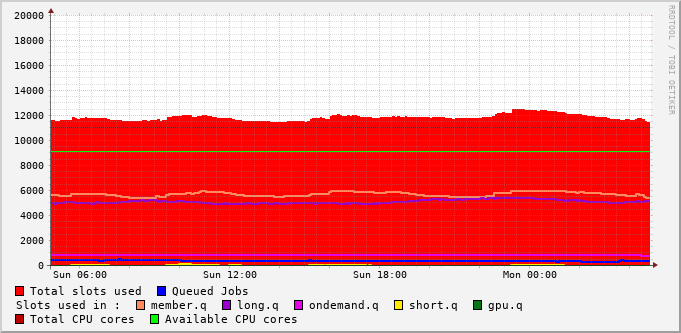 RRDTOOL / TOBI OETIKER
20000
18000
16000
14000
12000
10000
8000
6000
4000
2000
0
Sun 06:00 Sun 12:00 Sun 18:00 Mon 00:00
Total slots used Queued Jobs
Slots used in : member.q long.q ondemand.q short.q gpu.q
Total CPU cores Available CPU cores